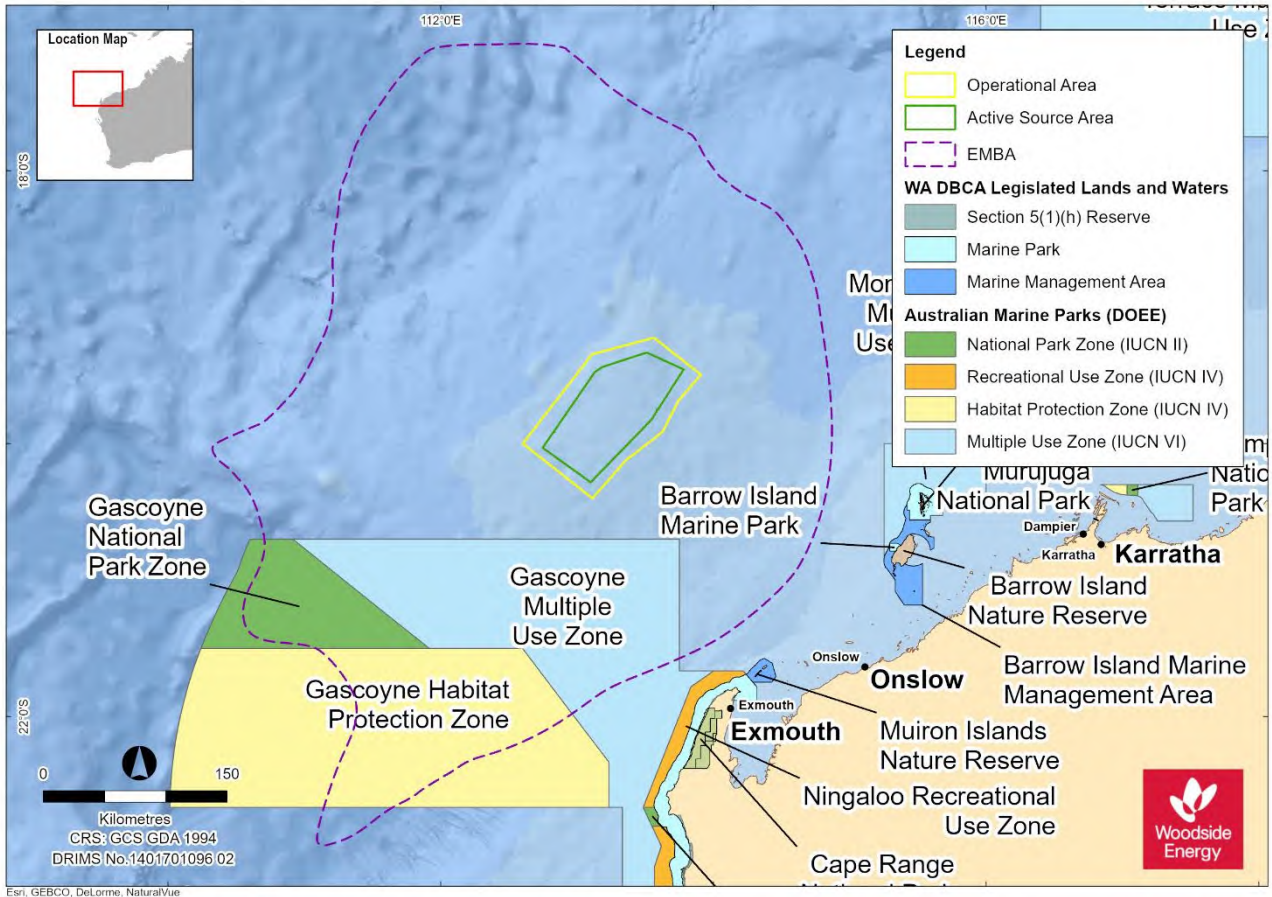 112°0'E
116°0'E
Use Z
Location Map
18°0'S
22°0'S
Legend
Operational Area
Active Source Area
EMBA
WA DBCA Legislated Lands and Waters
Section 5(1)(h) Reserve
Marine Park
Marine Management Area
Australian Marine Parks (DOEE)
National Park Zone (IUCN II)
Recreational Use Zone (IUCN IV)
Habitat Protection Zone (IUCN IV)
Multiple Use Zone (IUCN VI)
Mon
Mu
Use
Murujuga
National Park
Natio
Park
Gascoyne
National
Park Zone
Barrow Island
Marine Park
Dampier
Karratha
Karratha
Gascoyne
Multiple
Use Zone
Barrow Island
Nature Reserve
Onslow
Onslow
Barrow Island Marine
Management Area
Gascoyne Habitat
Protection Zone
Exmouth
Exmouth
Muiron Islands
Nature Reserve
Ningaloo Recreational
Use Zone
Cape Range
0
150
Kilometres
CRS: GCS GDA 1994
DRIMS No.1401701096 02
Woodside
Energy
Esri, GEBCO, DeLorme, NaturalVue